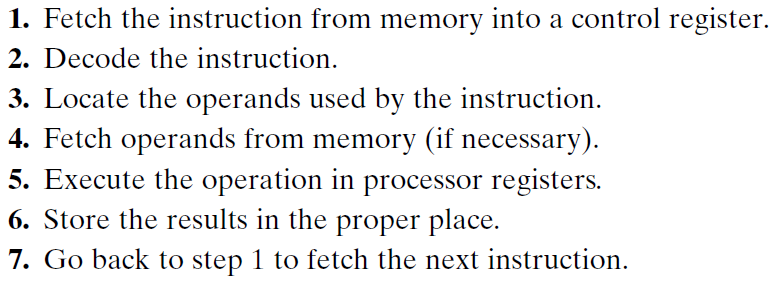 1. Fetch the instruction from memory into a control register.
2. Decode the instruction.
3. Locate the operands used by the instruction.
4. Fetch operands from memory (if necessary).
5. Execute the operation in processor registers.
6. Store the results in the proper place.
7. Go back to step 1 to fetch the next instruction.